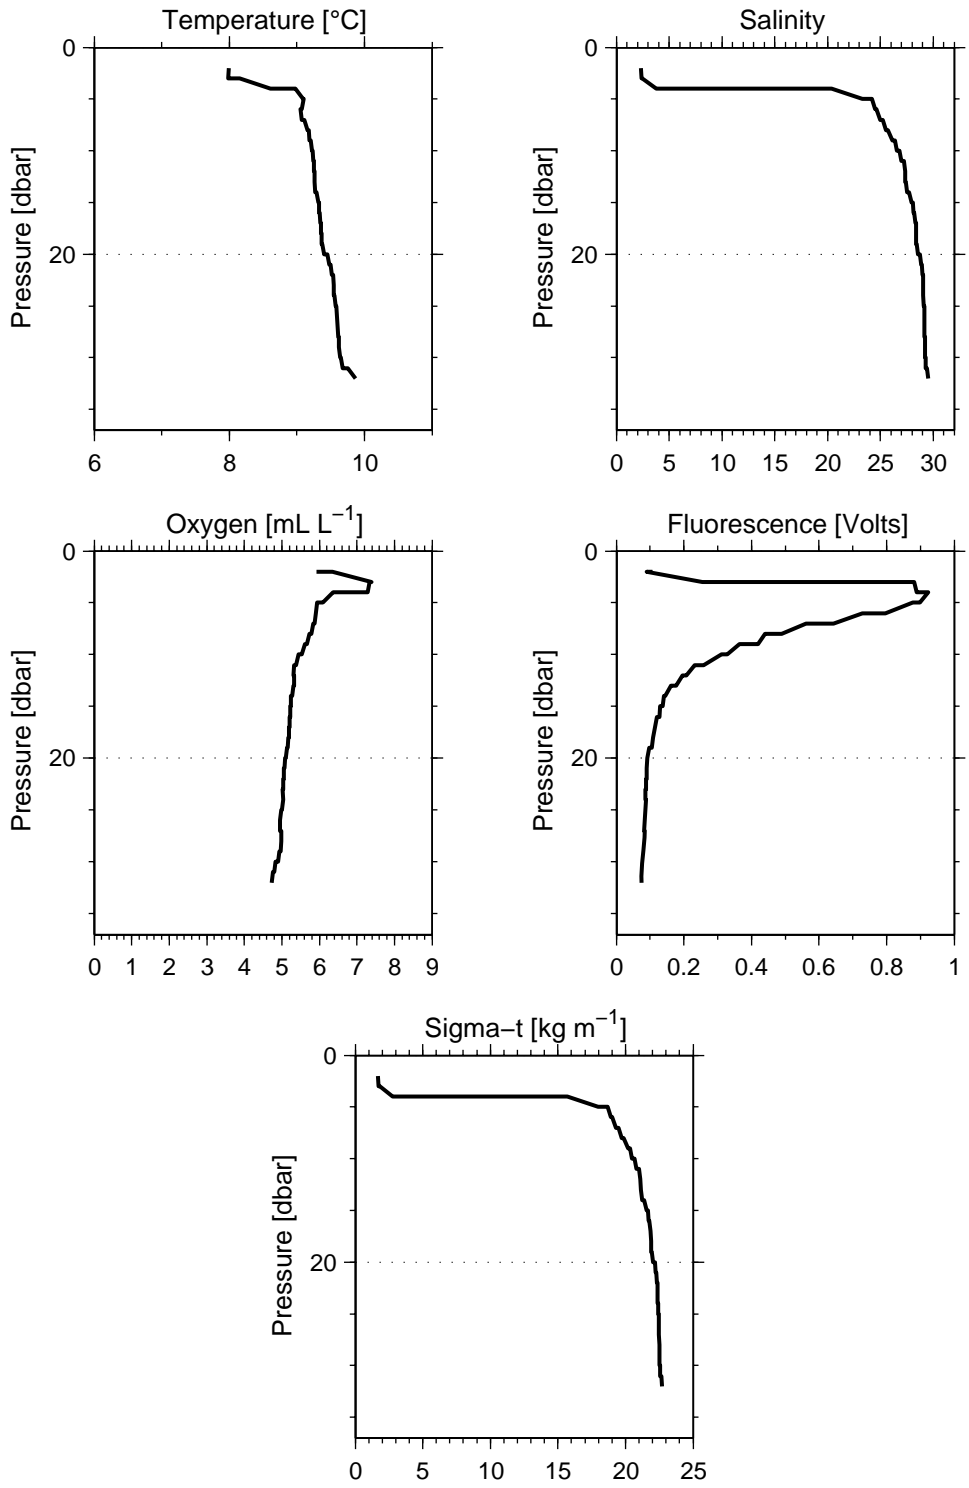 Temperature [°C]
0
20
Pressure [dbar]
6 8 10
Salinity
0
20
Pressure [dbar]
0 5 10 15 20 25 30
Oxygen [mL L−1]
0
20
Pressure [dbar]
0 1 2 3 4 5 6 7 8 9
Fluorescence [Volts]
0
20
Pressure [dbar]
0 0.2 0.4 0.6 0.8 1
Sigma−t [kg m−1]
0
20
Pressure [dbar]
0 5 10 15 20 25